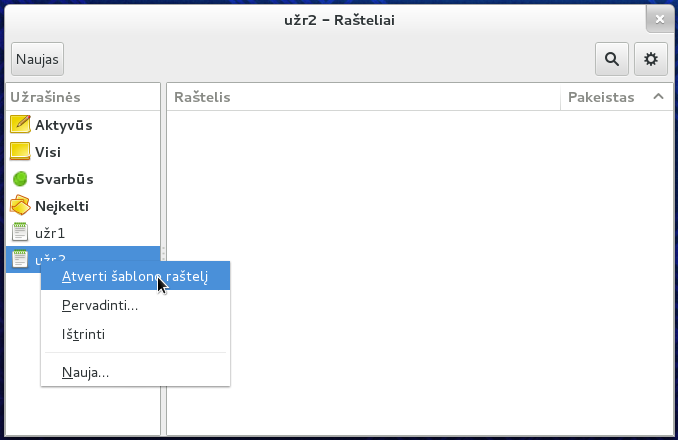 užr2 – Rašteliai
Naujas
Užrašinės
Raštelis
Pakeistas
Aktyvūs
Visi
Svarbūs
Neįkelti
užr1
užr2
Atverti šablono raštelį
Pervadinti...
Ištrinti
Nauja...